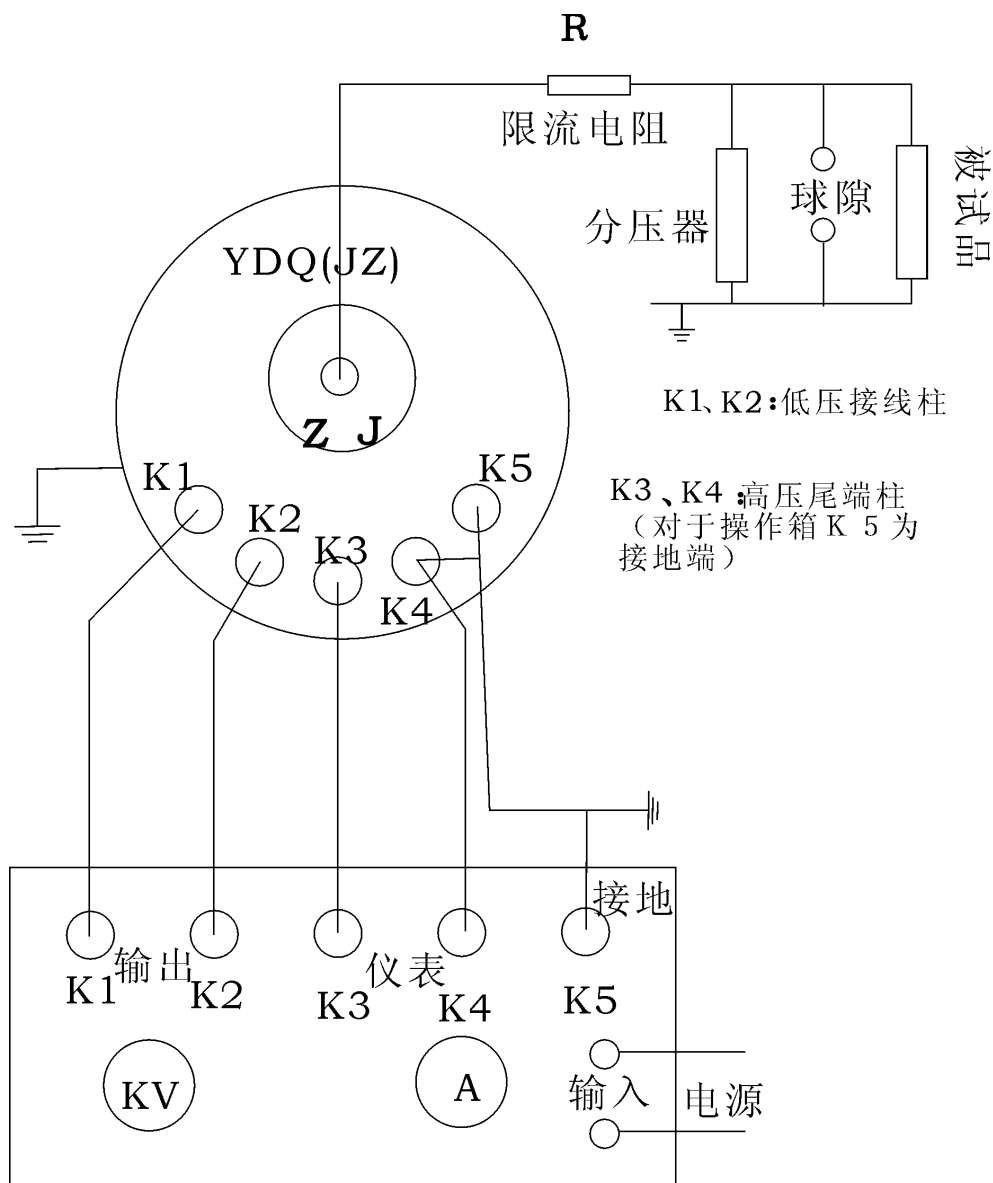 R
限流电阻
分压器
球隙
被试品
YDQ(JZ)
Z J
K1、K2:低压接线柱
K1
K2
K3
K4
K5
K3、K4:高压尾端柱
（对于操作箱K 5为
接地端）
接地
输出
仪表
K1
K2
K3
K4
K5
KV
A
输入
电源